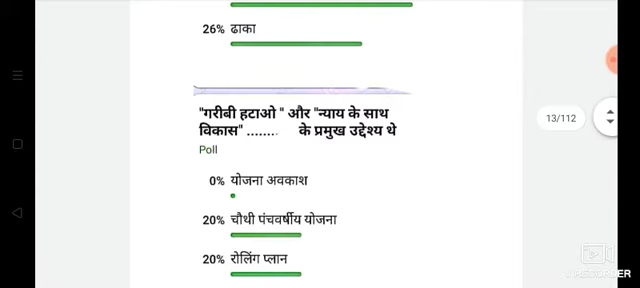 26% ढाका
"गरीबी हटाओ " और "न्याय के साथ
विकास" ........ के प्रमुख उद्देश्य थे
Poll
13/112
0% योजना अवकाश
20% चौथी पंचवर्षीय योजना
20% रोलिंग प्लान